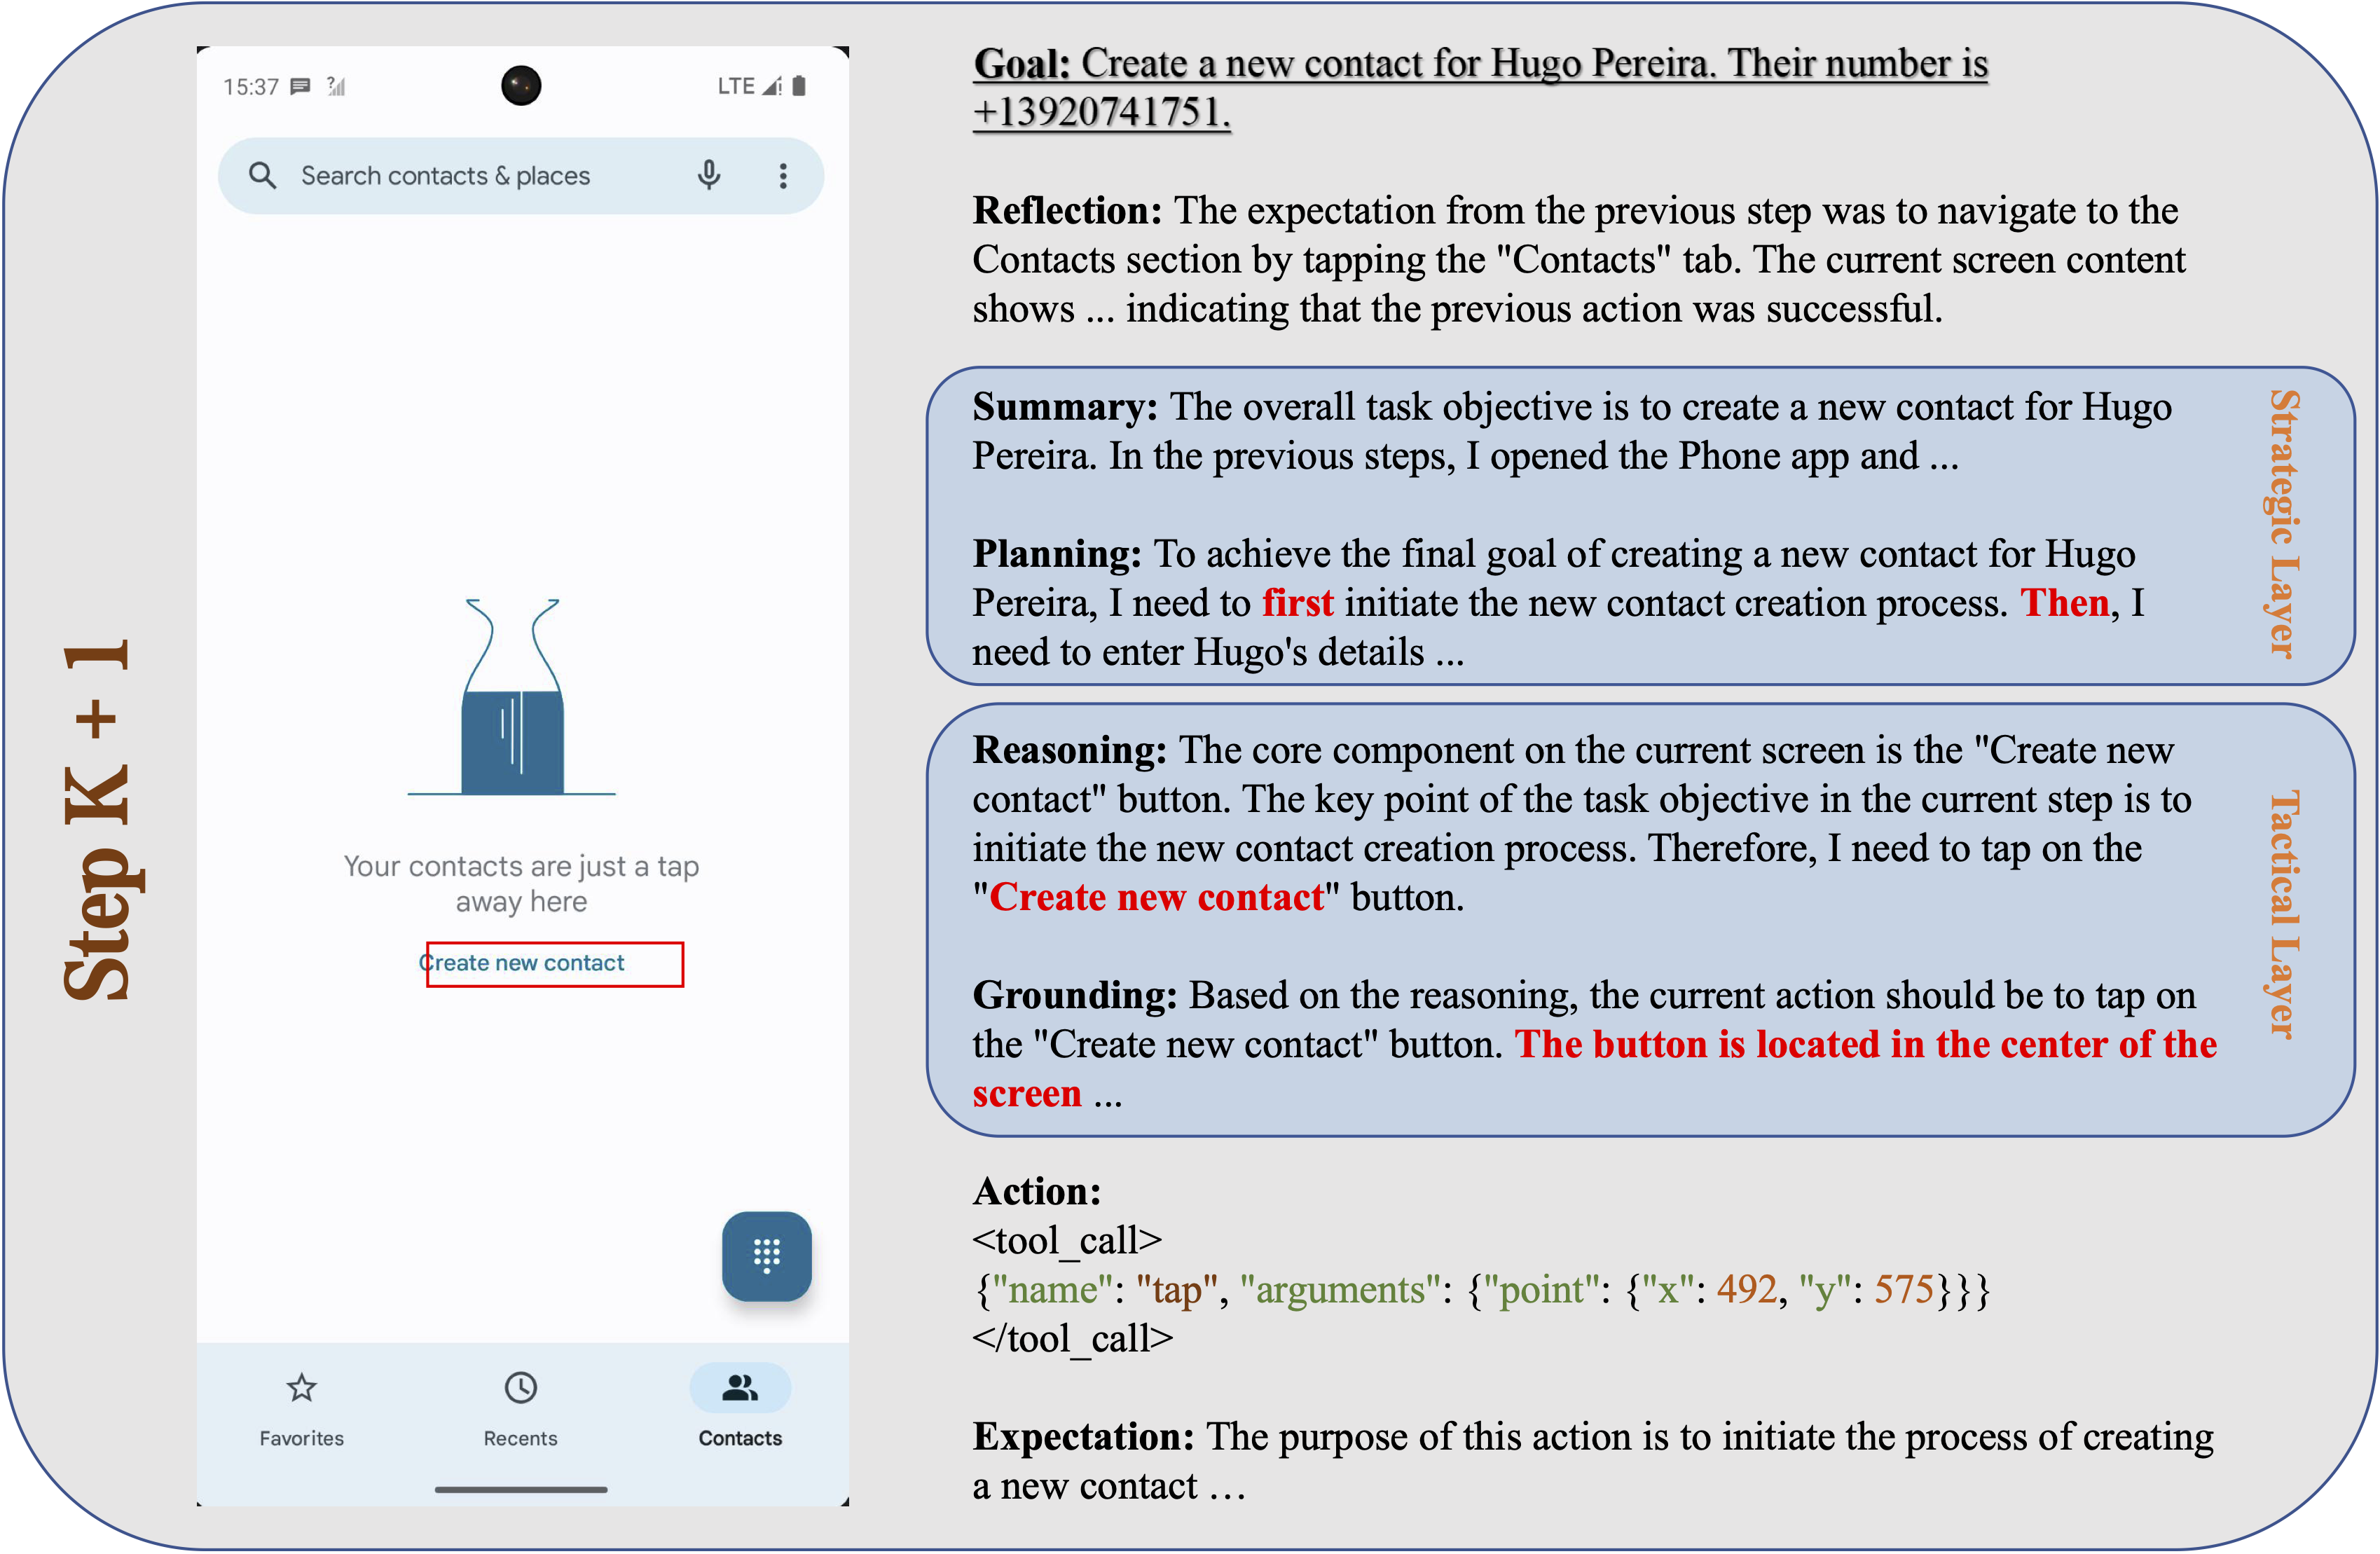 Step K + 1
15:37
LTE
Search contacts & places
Your contacts are just a tap
away here
Create new contact
Favorites
Recents
Contacts
Goal: Create a new contact for Hugo Pereira. Their number is
+13920741751.
Reflection: The expectation from the previous step was to navigate to the
Contacts section by tapping the "Contacts" tab. The current screen content
shows ... indicating that the previous action was successful.
Strategic Layer
Summary: The overall task objective is to create a new contact for Hugo
Pereira. In the previous steps, I opened the Phone app and ...
Planning: To achieve the final goal of creating a new contact for Hugo
Pereira, I need to first initiate the new contact creation process. Then, I
need to enter Hugo's details ...
Tactical Layer
Reasoning: The core component on the current screen is the "Create new
contact" button. The key point of the task objective in the current step is to
initiate the new contact creation process. Therefore, I need to tap on the
"Create new contact" button.
Grounding: Based on the reasoning, the current action should be to tap on
the "Create new contact" button. The button is located in the center of the
screen ...
Action:
<tool_call>
{"name": "tap", "arguments": {"point": {"x": 492, "y": 575}}}
</tool_call>
Expectation: The purpose of this action is to initiate the process of creating
a new contact …